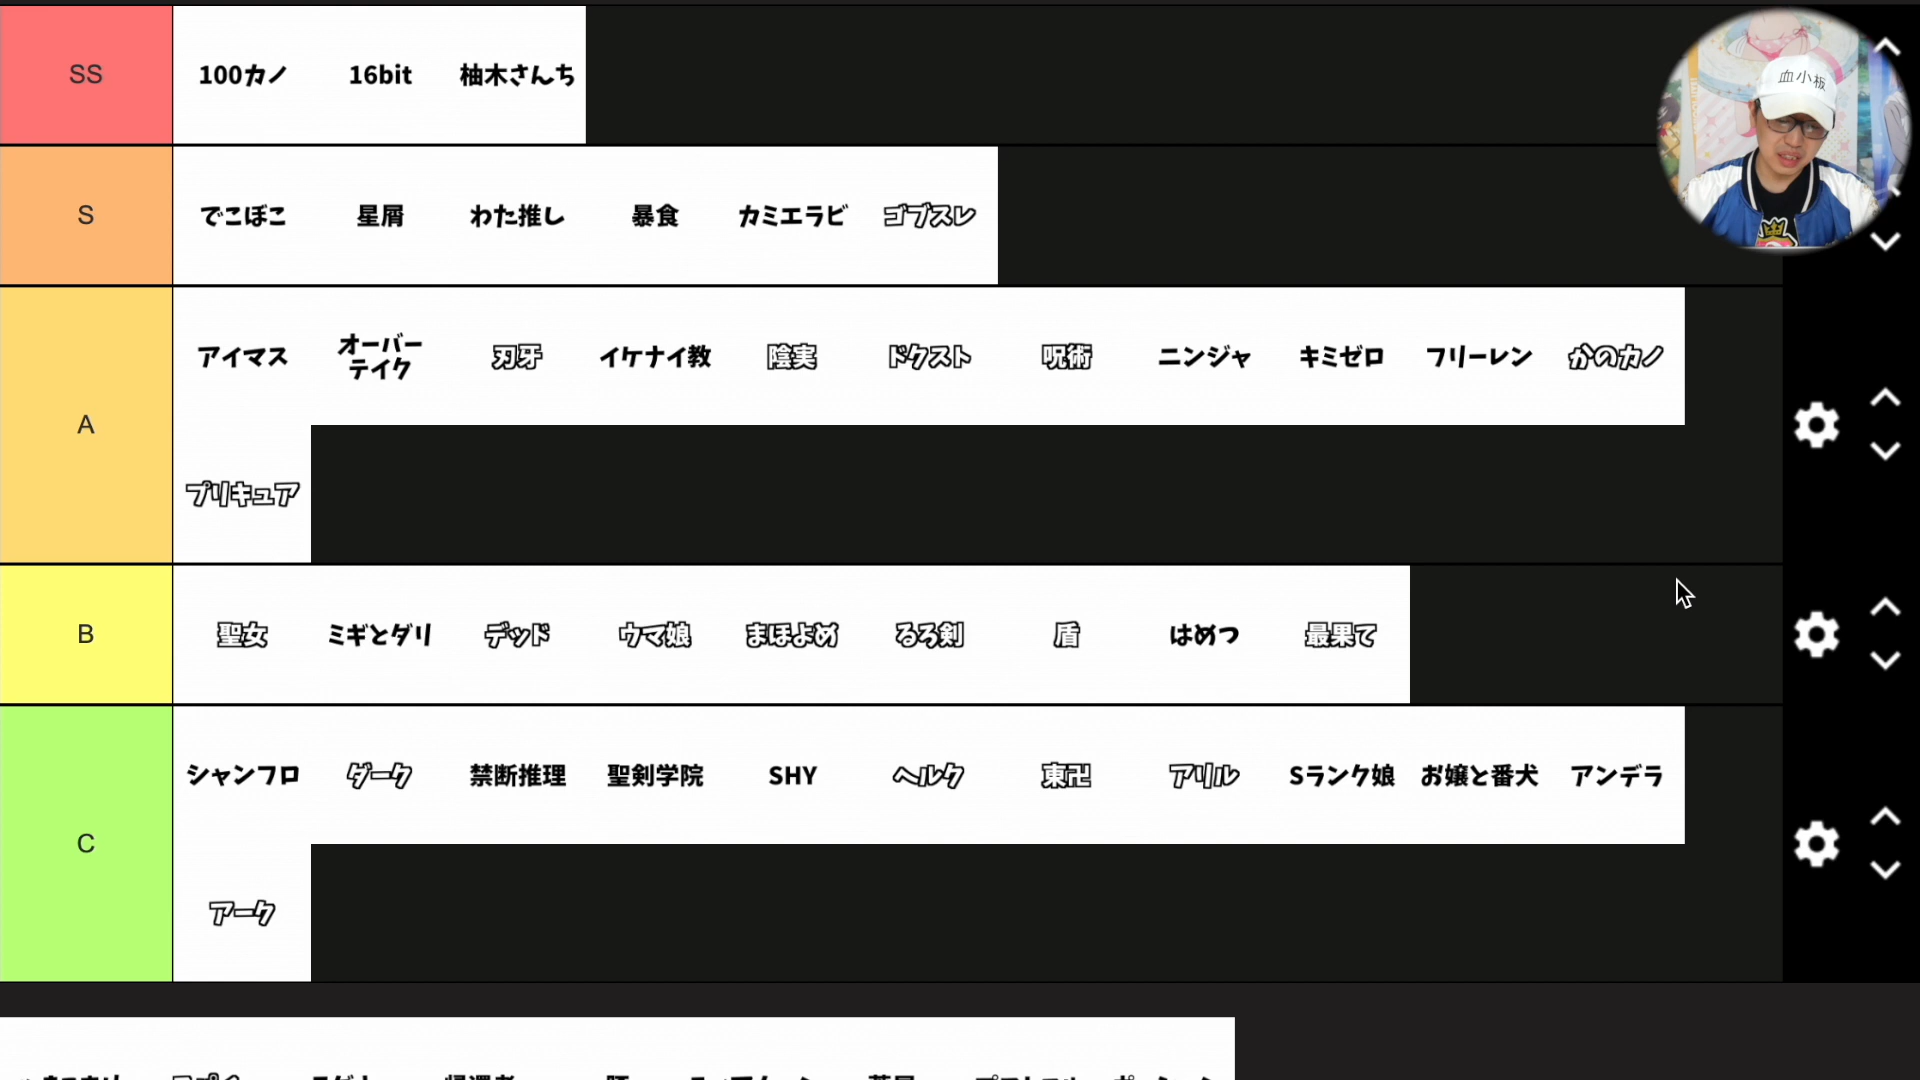 SS
100カノ 16bit 柚木さんち
血小板
S
でこぼこ 星屑 わた推し 暴食 カミエラビ ゴブスレ
A
アイマス オーバー
テイク 刃牙 イケナイ教 陰実 ドクスト 呪術 ニンジャ キミゼロ フリーレン かのカノ
プリキュア
B
聖女 ミギとダリ デッド ウマ娘 まほよめ るろ剣 盾 はめつ 最果て
C
シャンフロ ダーク 禁断推理 聖剣学院 SHY ヘルク 東卍 アリル Sランク娘 お嬢と番犬 アンデラ
アーク